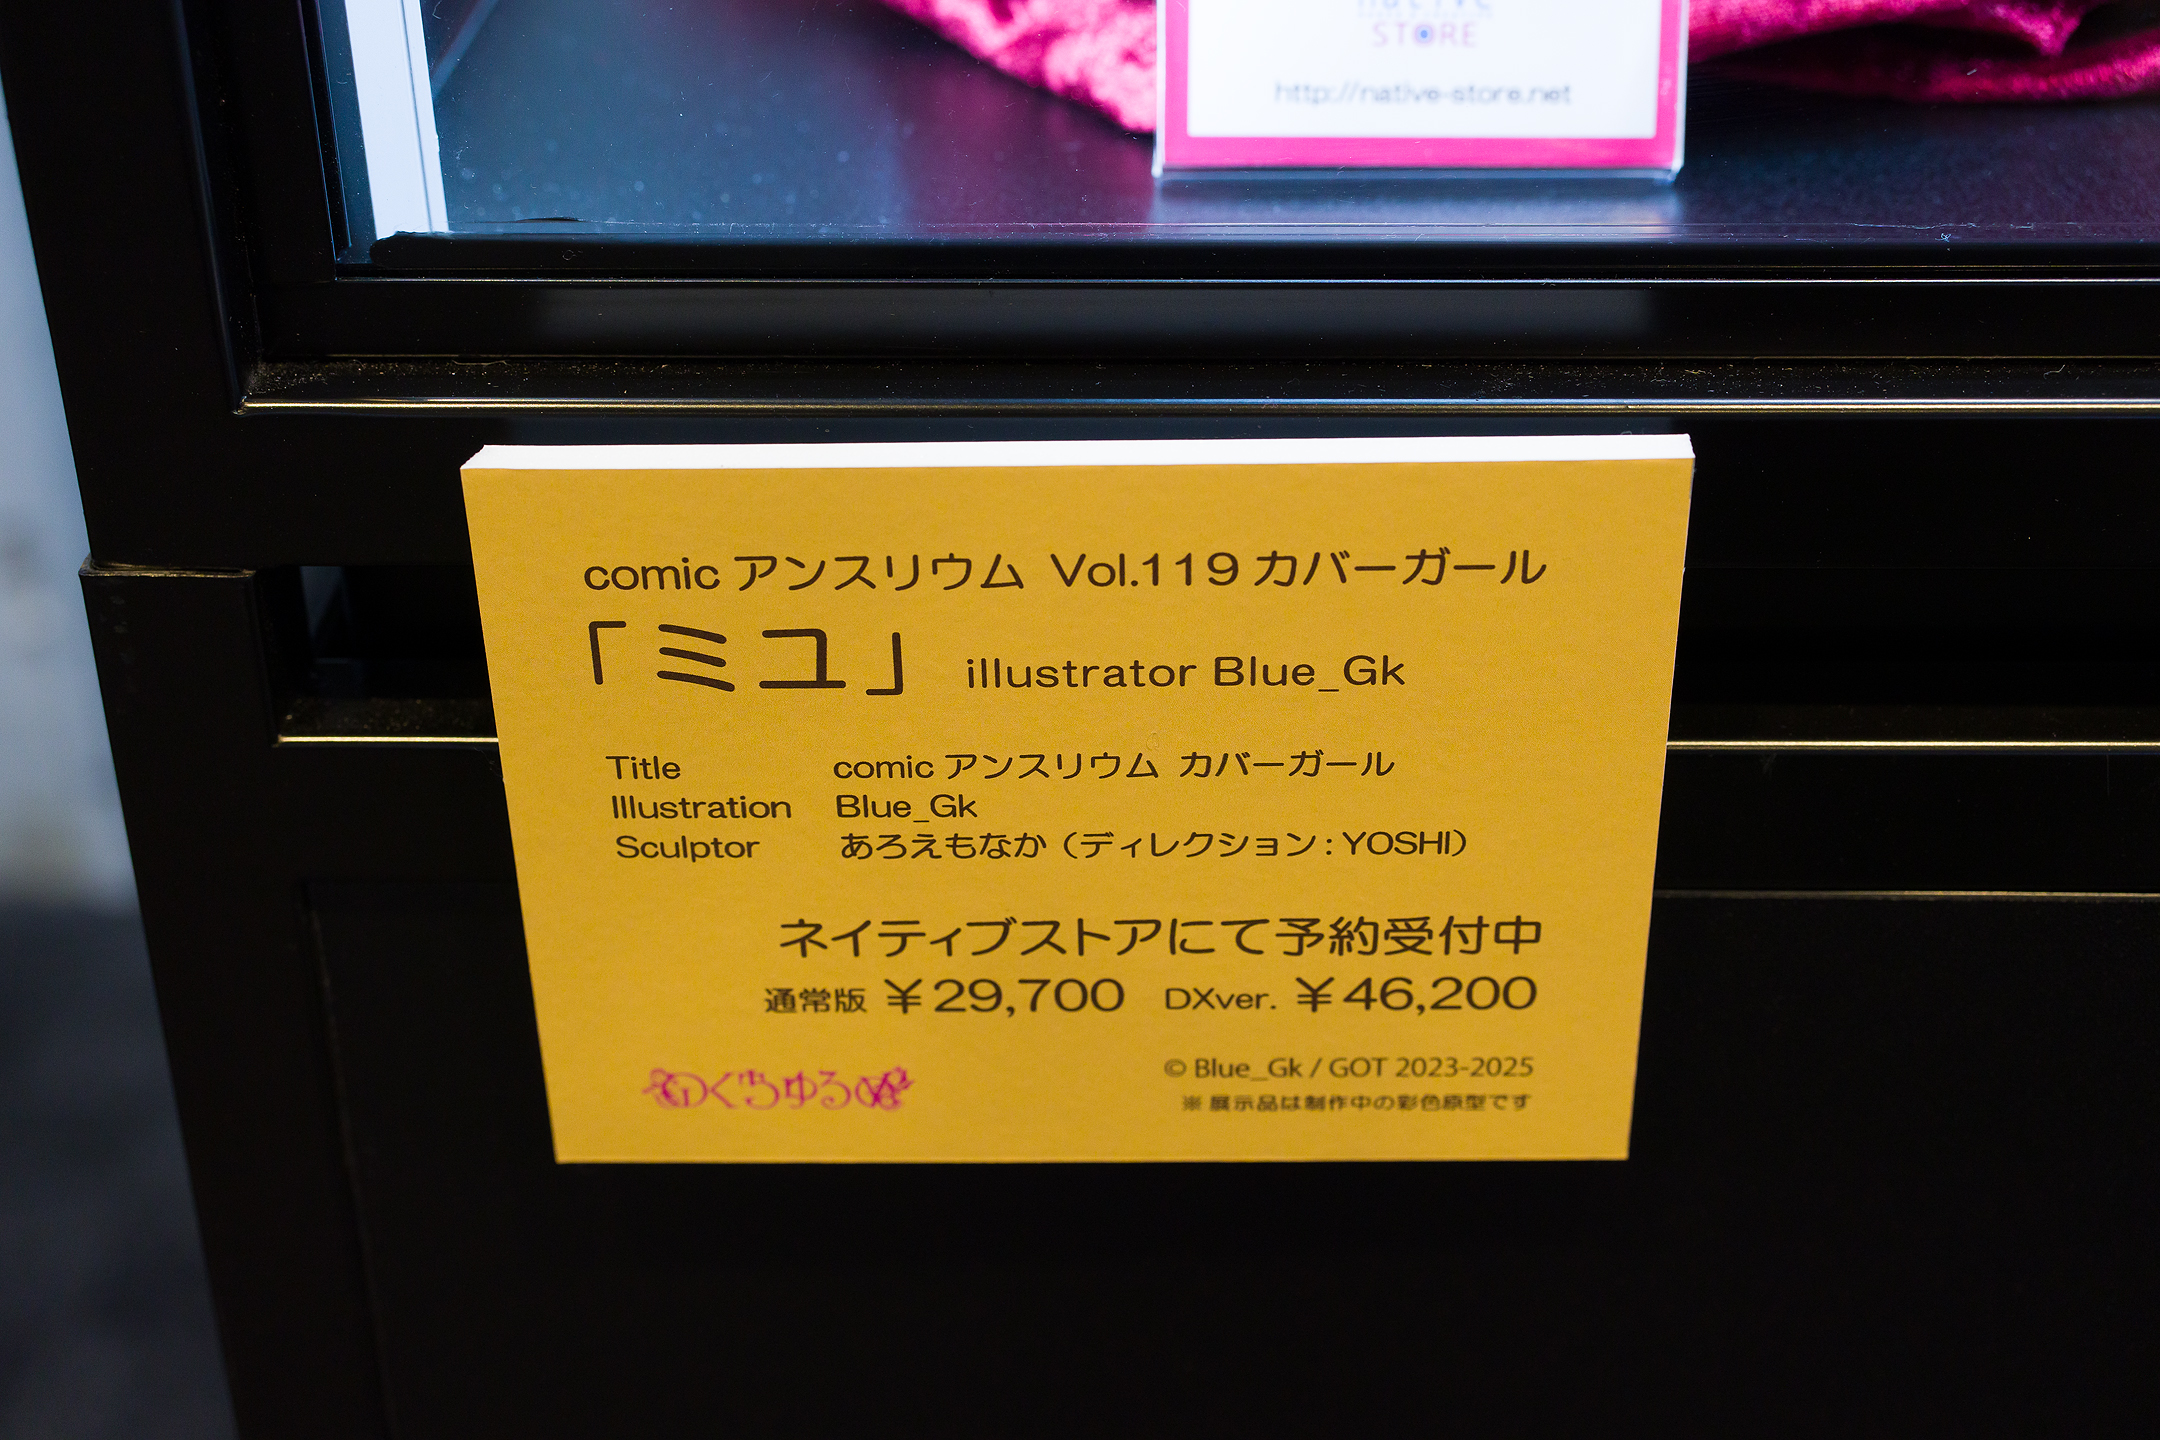 native
STORE
http://native-store.net
comic アンスリウム Vol.119 カバーガール
「ミユ」 illustrator Blue_Gk
Title comic アンスリウム カバーガール
Illustration Blue_Gk
Sculptor あろえもなか（ディレクション：YOSHI）
ネイティブストアにて予約受付中
通常版 ￥29,700 DXver. ￥46,200
© Blue_Gk / GOT 2023-2025
※ 展示品は制作中の彩色原型です